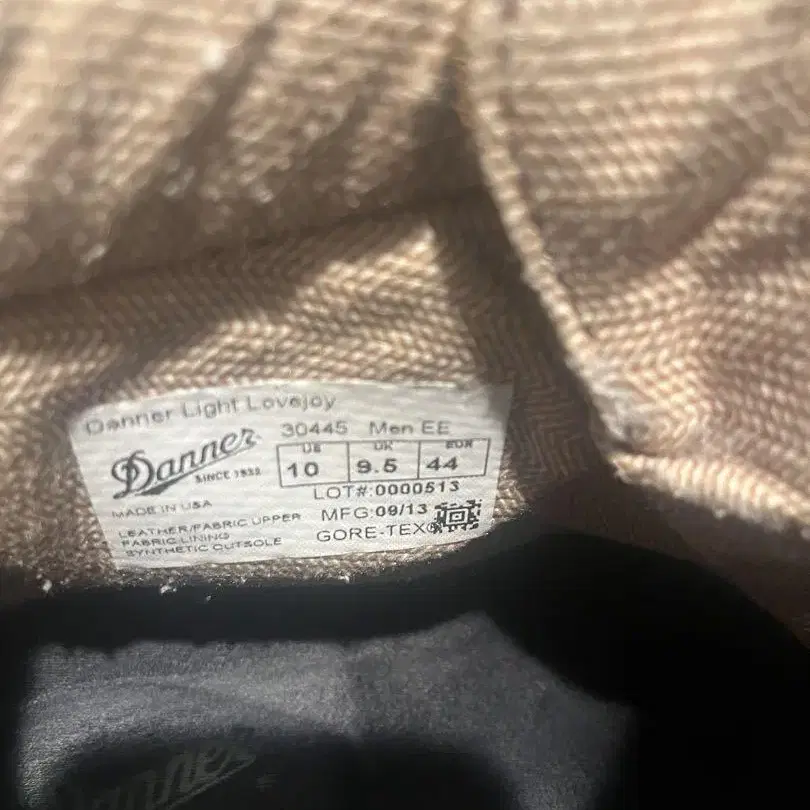 Danner Light Lovejoy
30445 Men EE
Danner
SINCE 1932
US UK EUR
10 9.5 44
LOT#:0000513
MADE IN USA
MFG:09/13
LEATHER/FABRIC UPPER
FABRIC LINING
SYNTHETIC OUTSOLE
GORE-TEX®
Danner